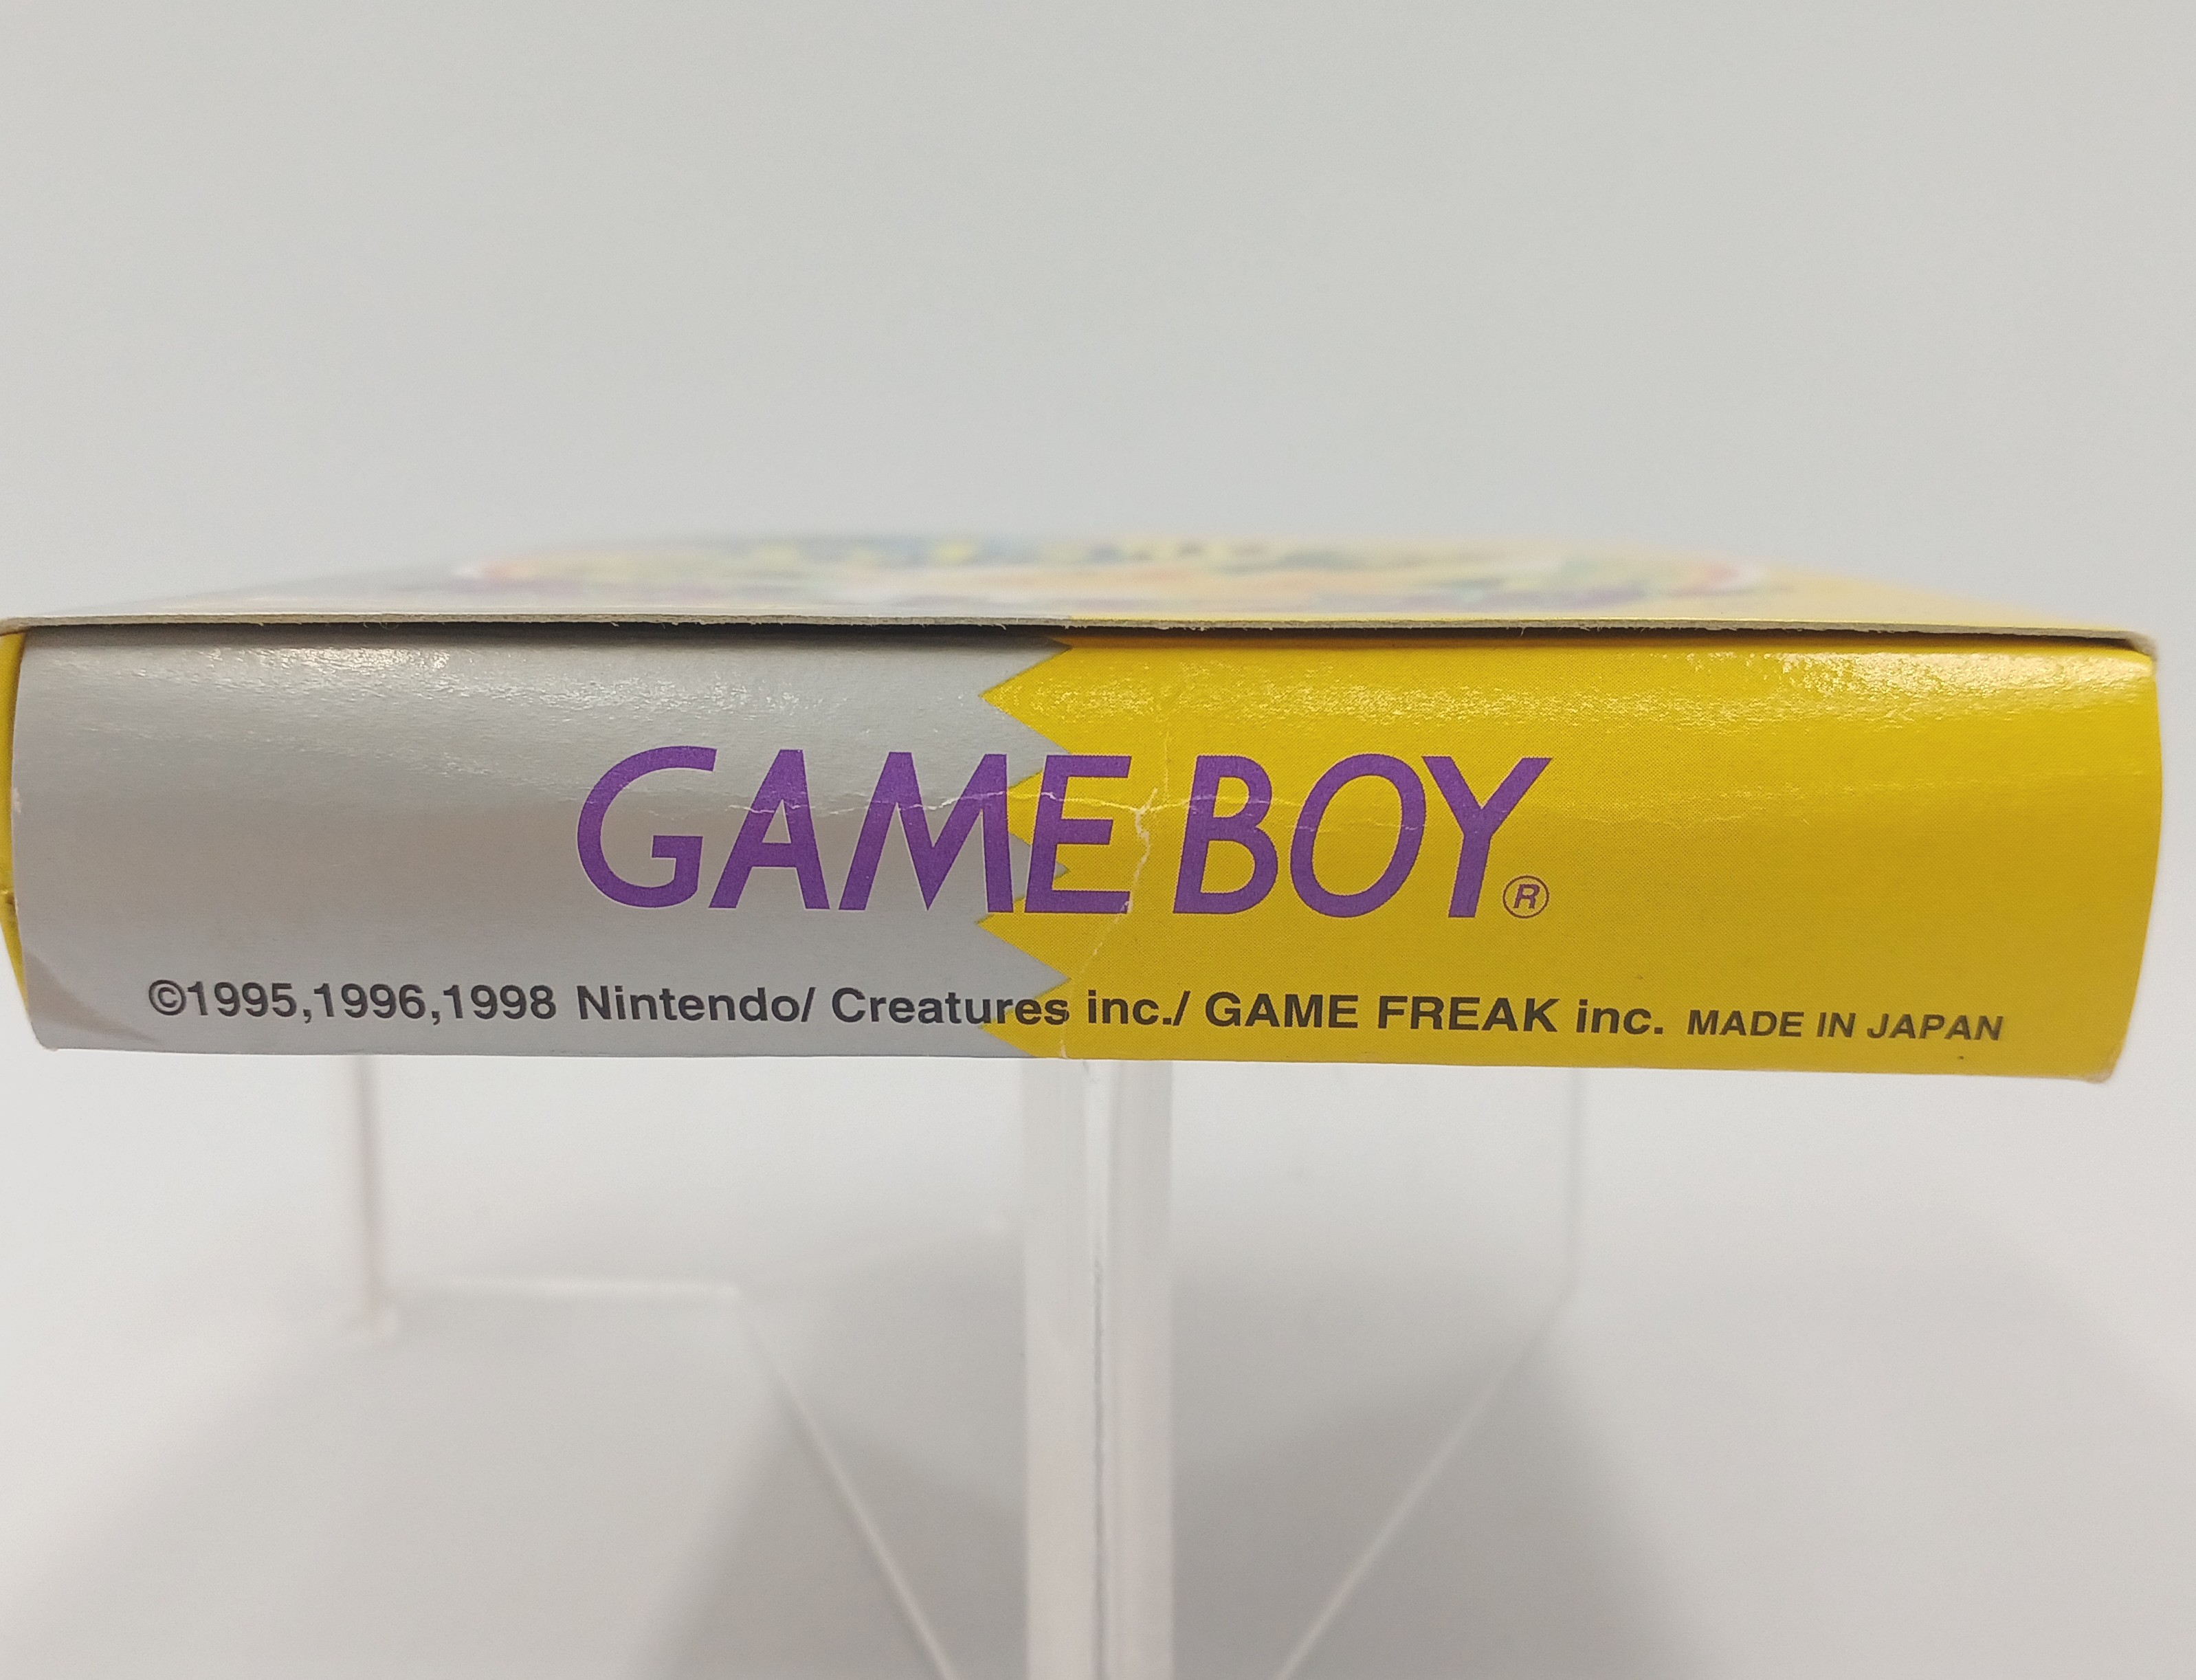 GAME BOY®
©1995,1996,1998 Nintendo/ Creatures inc./ GAME FREAK inc. MADE IN JAPAN